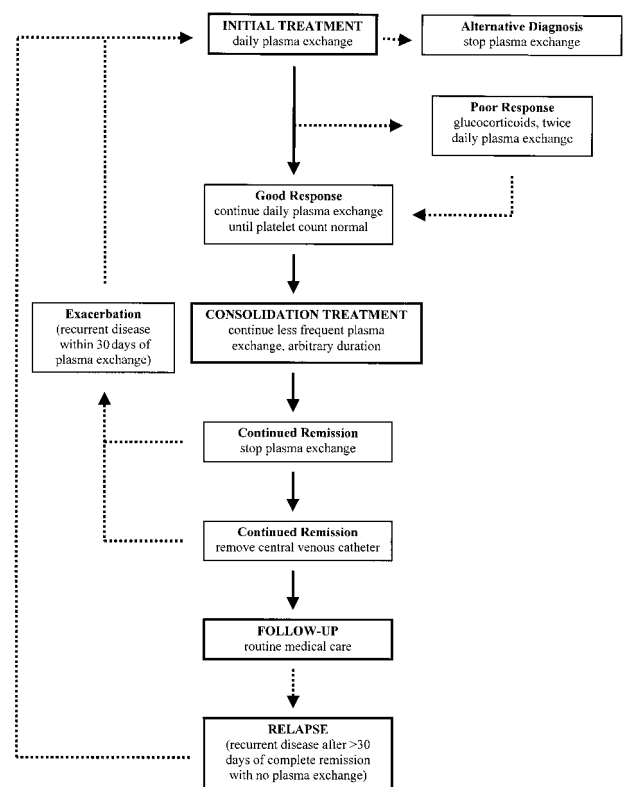 INITIAL TREATMENT
daily plasma exchange
Alternative Diagnosis
stop plasma exchange
Poor Response
glucocorticoids, twice
daily plasma exchange
Good Response
continue daily plasma exchange
until platelet count normal
Exacerbation
(recurrent disease
within 30 days of
plasma exchange)
CONSOLIDATION TREATMENT
continue less frequent plasma
exchange, arbitrary duration
Continued Remission
stop plasma exchange
Continued Remission
remove central venous catheter
FOLLOW-UP
routine medical care
RELAPSE
(recurrent disease after >30
days of complete remission
with no plasma exchange)